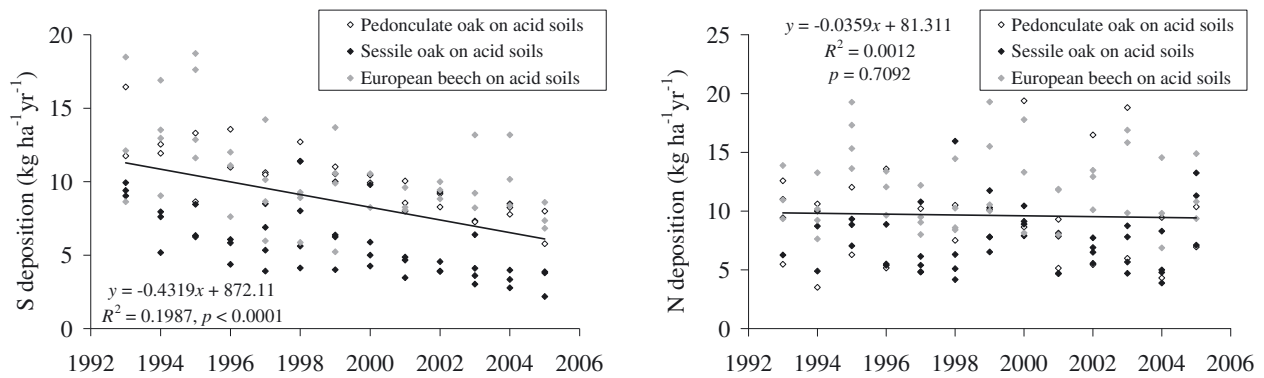 Pedonculate oak on acid soils
Sessile oak on acid soils
European beech on acid soils
S deposition (kg ha⁻¹yr⁻¹)
20
15
10
5
0
y = -0.4319x + 872.11
R² = 0.1987, p < 0.0001
1992 1994 1996 1998 2000 2002 2004 2006
y = -0.0359x + 81.311
R² = 0.0012
p = 0.7092
Pedonculate oak on acid soils
Sessile oak on acid soils
European beech on acid soils
N deposition (kg ha⁻¹yr⁻¹)
25
20
15
10
5
0
1992 1994 1996 1998 2000 2002 2004 2006